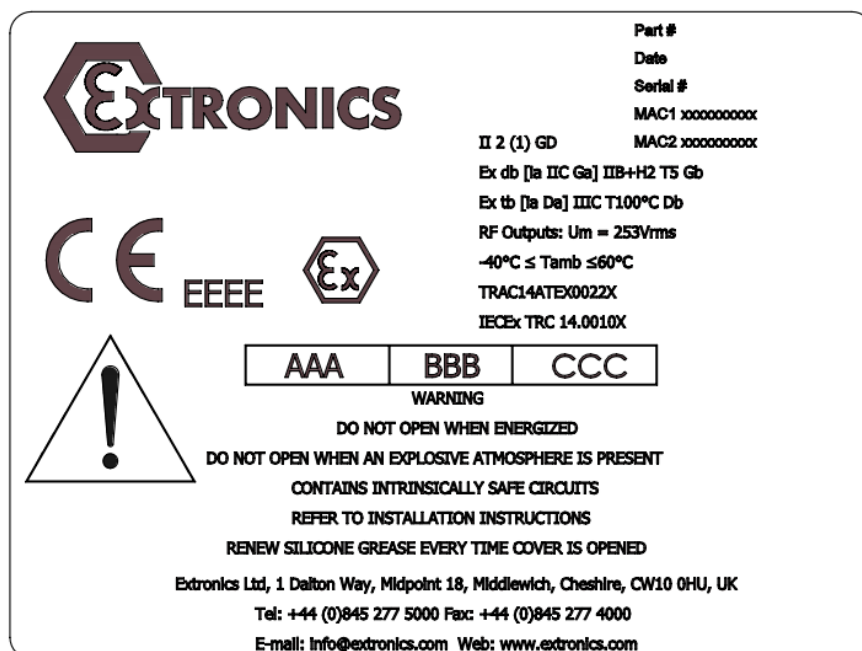 Part #
Date
Serial #
MAC1 xxxxxxxxxx
MAC2 xxxxxxxxxx
EXTRONICS
II 2 (1) GD
Ex db [ia IIC Ga] IIB+H2 T5 Gb
Ex tb [ia Da] IIIC T100°C Db
RF Outputs: Um = 253Vrms
-40°C ≤ Tamb ≤60°C
TRAC14ATEX0022X
IECEx TRC 14.0010X
CE EEEE Ex
AAA BBB CCC
WARNING
DO NOT OPEN WHEN ENERGIZED
DO NOT OPEN WHEN AN EXPLOSIVE ATMOSPHERE IS PRESENT
CONTAINS INTRINSICALLY SAFE CIRCUITS
REFER TO INSTALLATION INSTRUCTIONS
RENEW SILICONE GREASE EVERY TIME COVER IS OPENED
Extronics Ltd, 1 Dalton Way, Midpoint 18, Middlewich, Cheshire, CW10 0HU, UK
Tel: +44 (0)845 277 5000 Fax: +44 (0)845 277 4000
E-mail: info@extronics.com Web: www.extronics.com